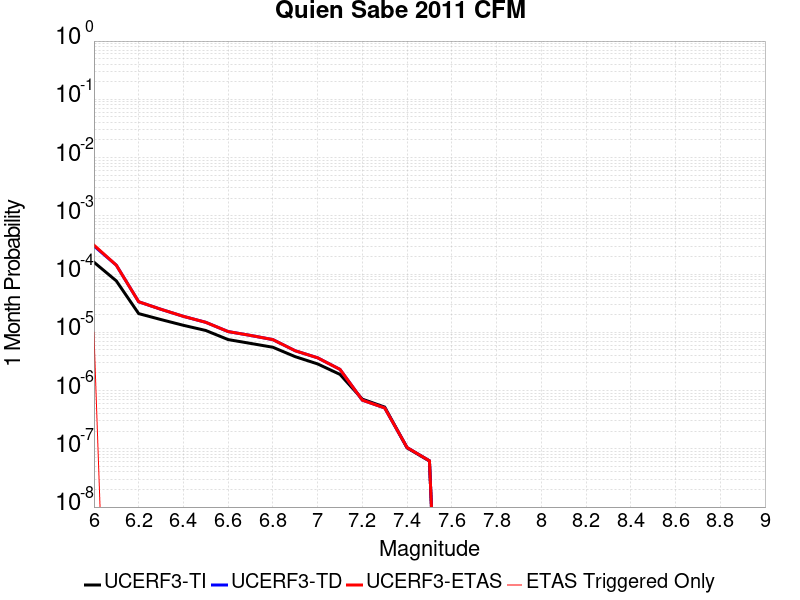 Quien Sabe 2011 CFM
10^0
10^-1
10^-2
10^-3
10^-4
10^-5
10^-6
10^-7
10^-8
1 Month Probability
6 6.2 6.4 6.6 6.8 7 7.2 7.4 7.6 7.8 8 8.2 8.4 8.6 8.8 9
Magnitude
UCERF3-TI UCERF3-TD UCERF3-ETAS ETAS Triggered Only